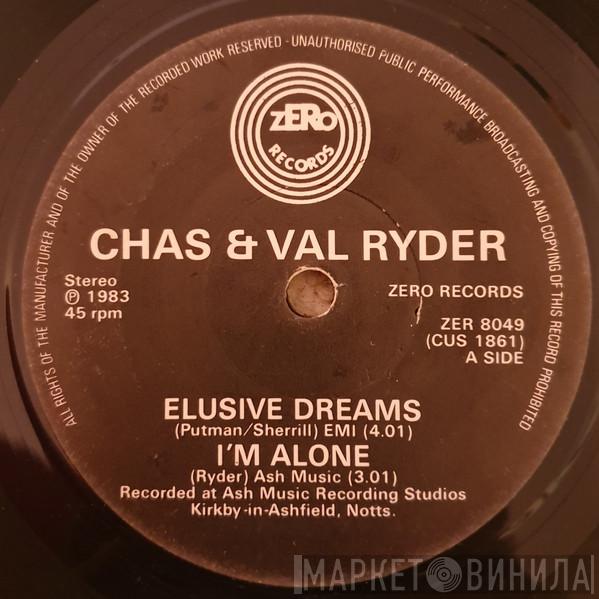 ALL RIGHTS OF THE MANUFACTURER AND OF THE OWNER OF THE RECORDED WORK RESERVED - UNAUTHORISED PUBLIC PERFORMANCE BROADCASTING AND COPYING OF THIS RECORD PROHIBITED
ZERO
RECORDS
CHAS & VAL RYDER
Stereo
℗ 1983
45 rpm
ZERO RECORDS
ZER 8049
(CUS 1861)
A SIDE
ELUSIVE DREAMS
(Putman/Sherrill) EMI (4.01)
I'M ALONE
(Ryder) Ash Music (3.01)
Recorded at Ash Music Recording Studios
Kirkby-in-Ashfield, Notts.
МАРКЕТ ВИНИЛА